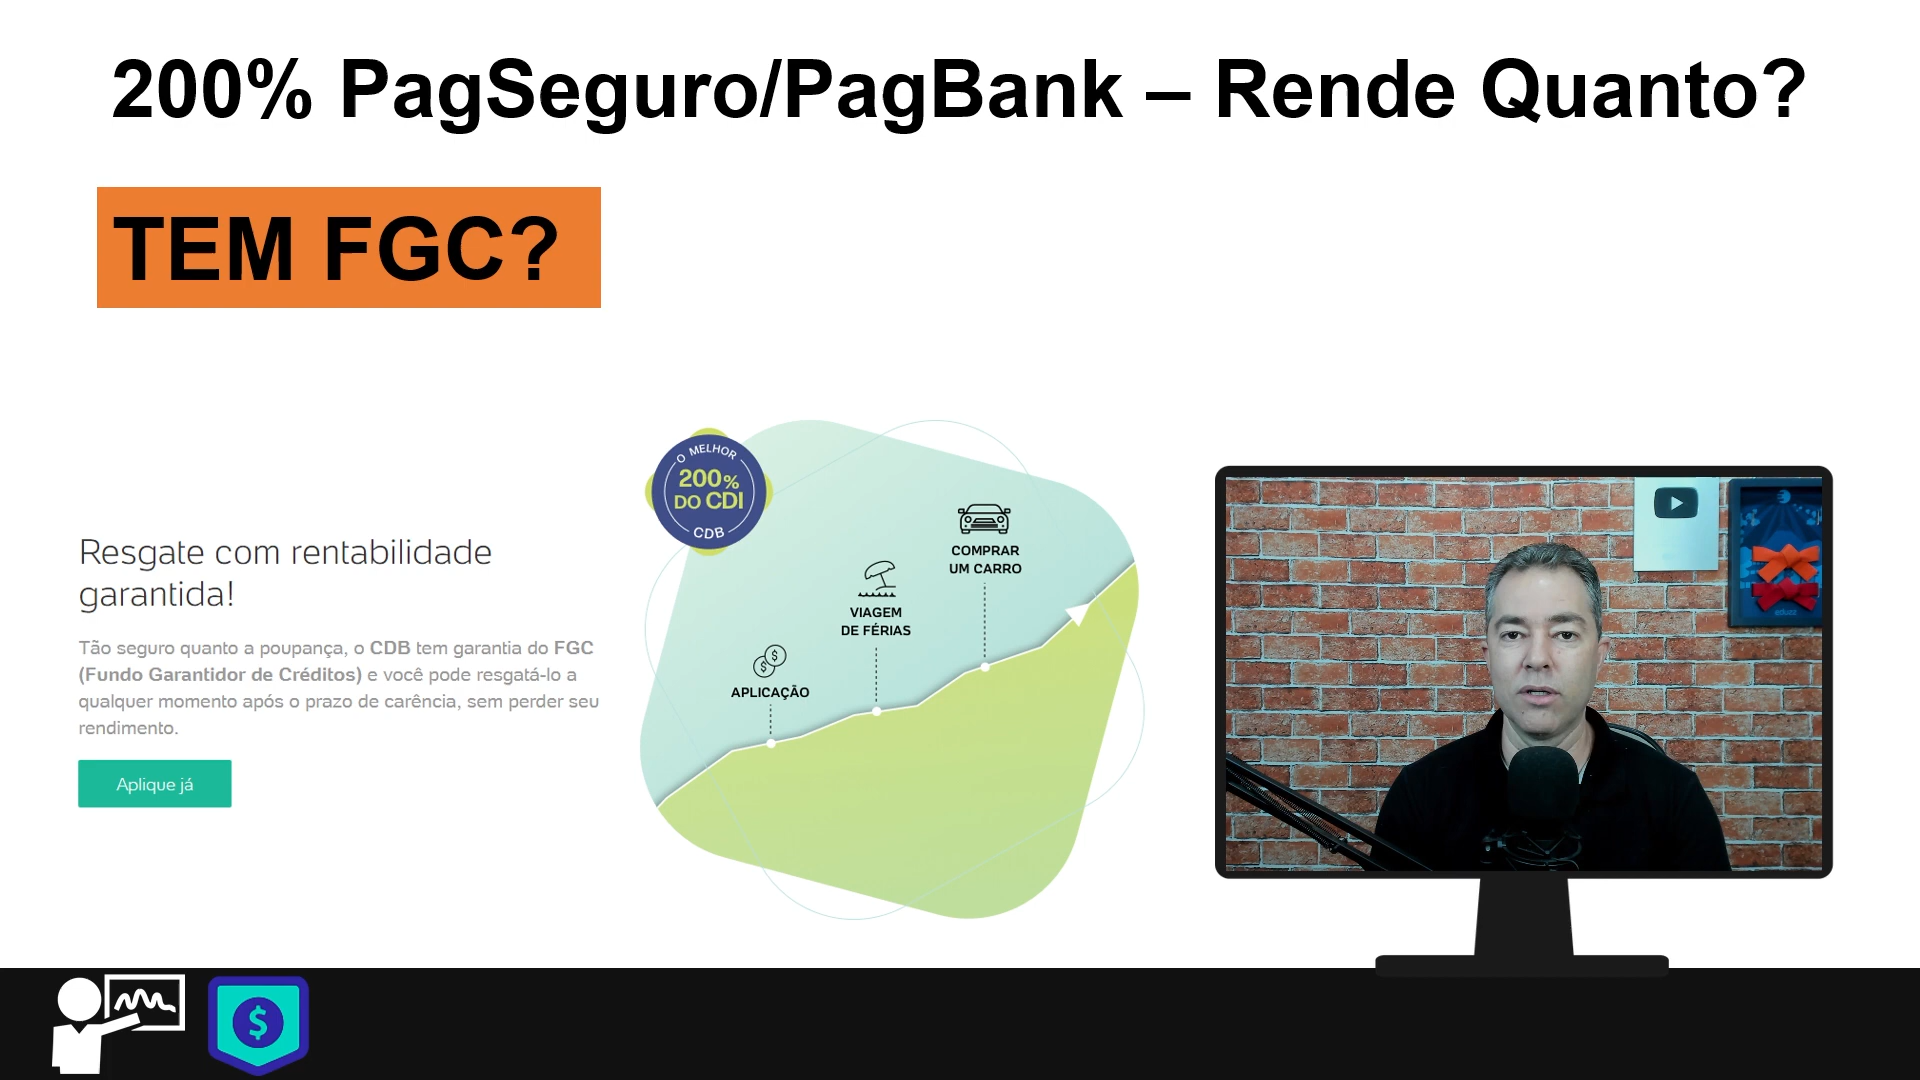 200% PagSeguro/PagBank – Rende Quanto?
TEM FGC?
Resgate com rentabilidade
garantida!
Tão seguro quanto a poupança, o CDB tem garantia do FGC
(Fundo Garantidor de Créditos) e você pode resgatá-lo a
qualquer momento após o prazo de carência, sem perder seu
rendimento.
Aplique já
O MELHOR
200%
DO CDI
CDB
APLICAÇÃO
VIAGEM
DE FÉRIAS
COMPRAR
UM CARRO
eduzz